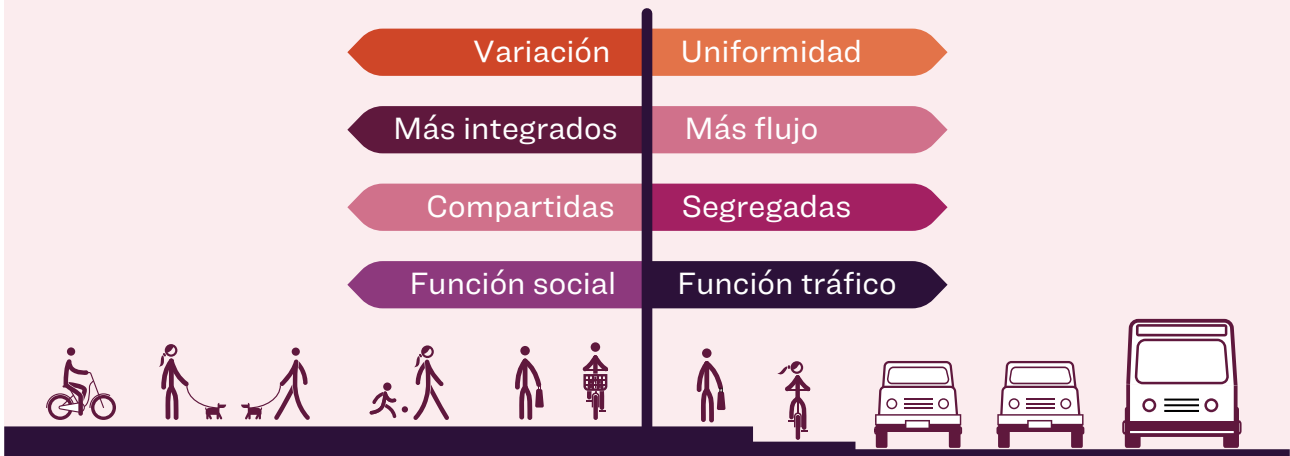 Variación Uniformidad
Más integrados Más flujo
Compartidas Segregadas
Función social Función tráfico